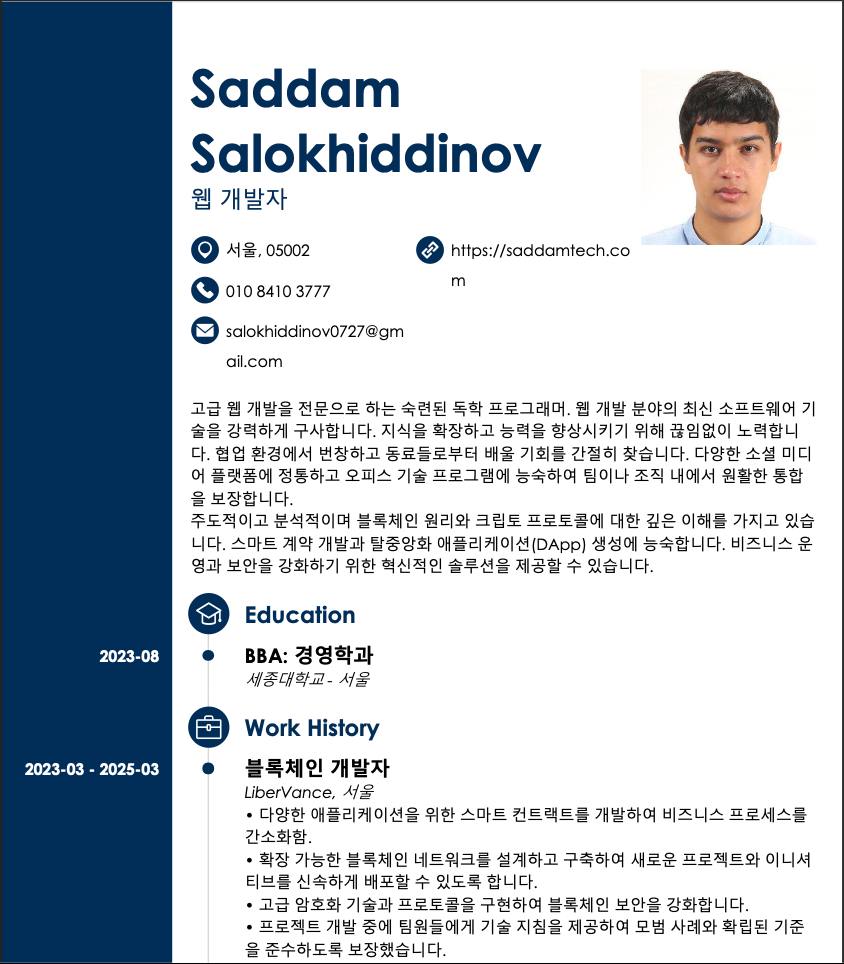 Saddam
Salokhiddinov
웹 개발자
서울, 05002
https://saddamtech.co
m
010 8410 3777
salokhiddinov0727@gm
ail.com
고급 웹 개발을 전문으로 하는 숙련된 독학 프로그래머. 웹 개발 분야의 최신 소프트웨어 기
술을 강력하게 구사합니다. 지식을 확장하고 능력을 향상시키기 위해 끊임없이 노력합니
다. 협업 환경에서 번창하고 동료들로부터 배울 기회를 간절히 찾습니다. 다양한 소셜 미디
어 플랫폼에 정통하고 오피스 기술 프로그램에 능숙하여 팀이나 조직 내에서 원활한 통합
을 보장합니다.
주도적이고 분석적이며 블록체인 원리와 크립토 프로토콜에 대한 깊은 이해를 가지고 있습
니다. 스마트 계약 개발과 탈중앙화 애플리케이션(DApp) 생성에 능숙합니다. 비즈니스 운
영과 보안을 강화하기 위한 혁신적인 솔루션을 제공할 수 있습니다.
Education
2023-08
BBA: 경영학과
세종대학교 - 서울
Work History
2023-03 - 2025-03
블록체인 개발자
LiberVance, 서울
• 다양한 애플리케이션을 위한 스마트 컨트랙트를 개발하여 비즈니스 프로세스를
간소화함.
• 확장 가능한 블록체인 네트워크를 설계하고 구축하여 새로운 프로젝트와 이니셔
티브를 신속하게 배포할 수 있도록 합니다.
• 고급 암호화 기술과 프로토콜을 구현하여 블록체인 보안을 강화합니다.
• 프로젝트 개발 중에 팀원들에게 기술 지침을 제공하여 모범 사례와 확립된 기준
을 준수하도록 보장했습니다.